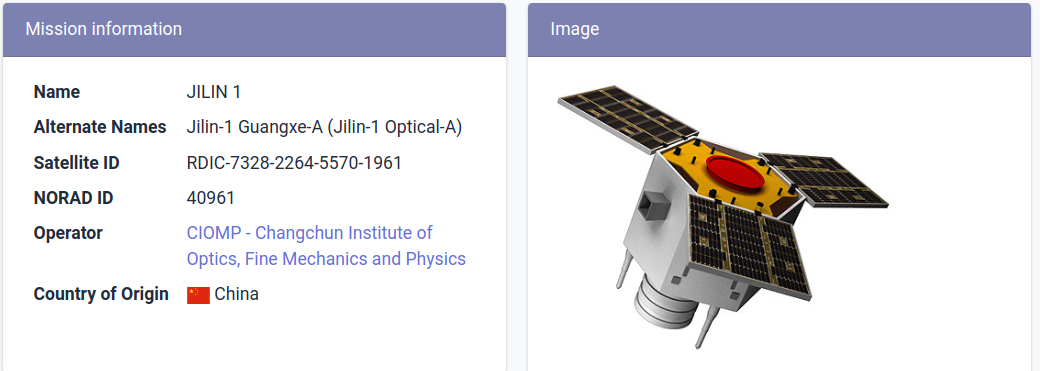 Mission information
Name JILIN 1
Alternate Names Jilin-1 Guangxe-A (Jilin-1 Optical-A)
Satellite ID RDIC-7328-2264-5570-1961
NORAD ID 40961
Operator CIOMP - Changchun Institute of
Optics, Fine Mechanics and Physics
Country of Origin China
Image